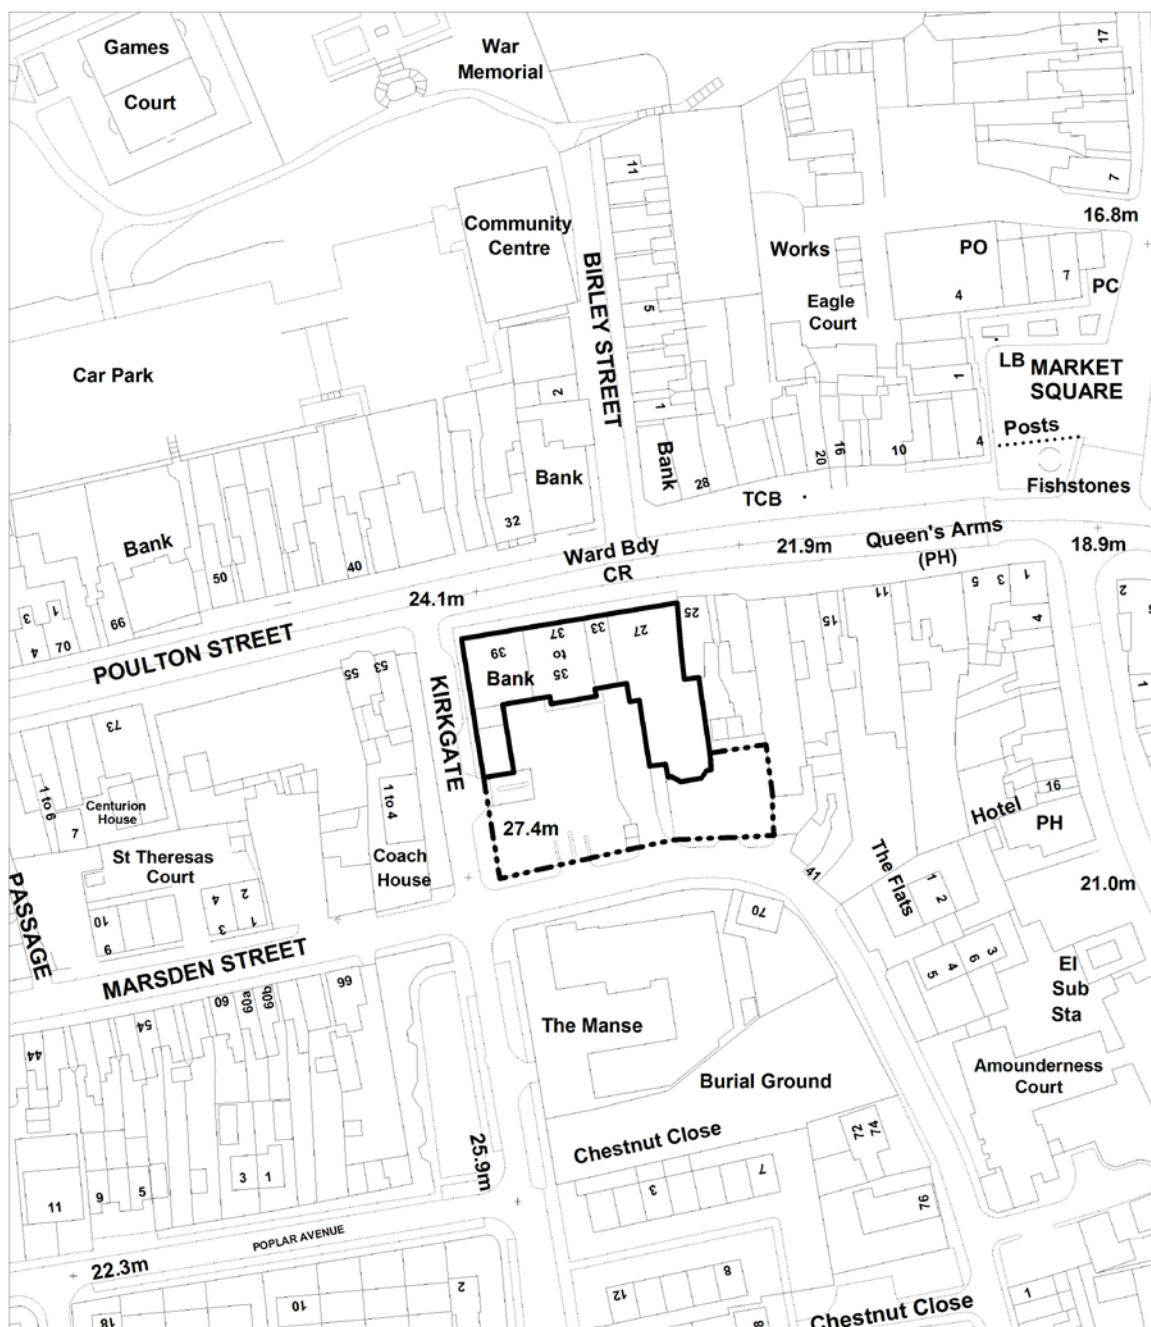 Games
Court
War
Memorial
17
11
7
16.8m
Community
Centre
BIRLEY STREET
Works
PO
7
PC
4
5
Eagle
Court
LB
MARKET
SQUARE
Car Park
2
1
1
Posts
Bank
Bank
28
20
16
10
4
TCB
Fishstones
32
Bank
50
40
66
Ward Bdy
CR
21.9m
Queen's Arms
(PH)
18.9m
24.1m
3
1
4
70
POULTON STREET
25
27
33
37
to
35
39
Bank
15
11
5
3
1
4
2
55
53
KIRKGATE
73
1 to 6
7
Centurion
House
1 to 4
Coach
House
27.4m
Hotel
16
PH
1
St Theresas
Court
4
2
3
1
10
9
PASSAGE
41
The Flats
1
2
21.0m
70
MARSDEN STREET
3
6
4
5
El
Sub
Sta
44
54
60
60a
60b
66
The Manse
Burial Ground
Amounderness
Court
Chestnut Close
72
74
25.9m
3
7
76
11
9
5
3
1
POPLAR AVENUE
22.3m
18
10
2
12
8
Chestnut Close
1